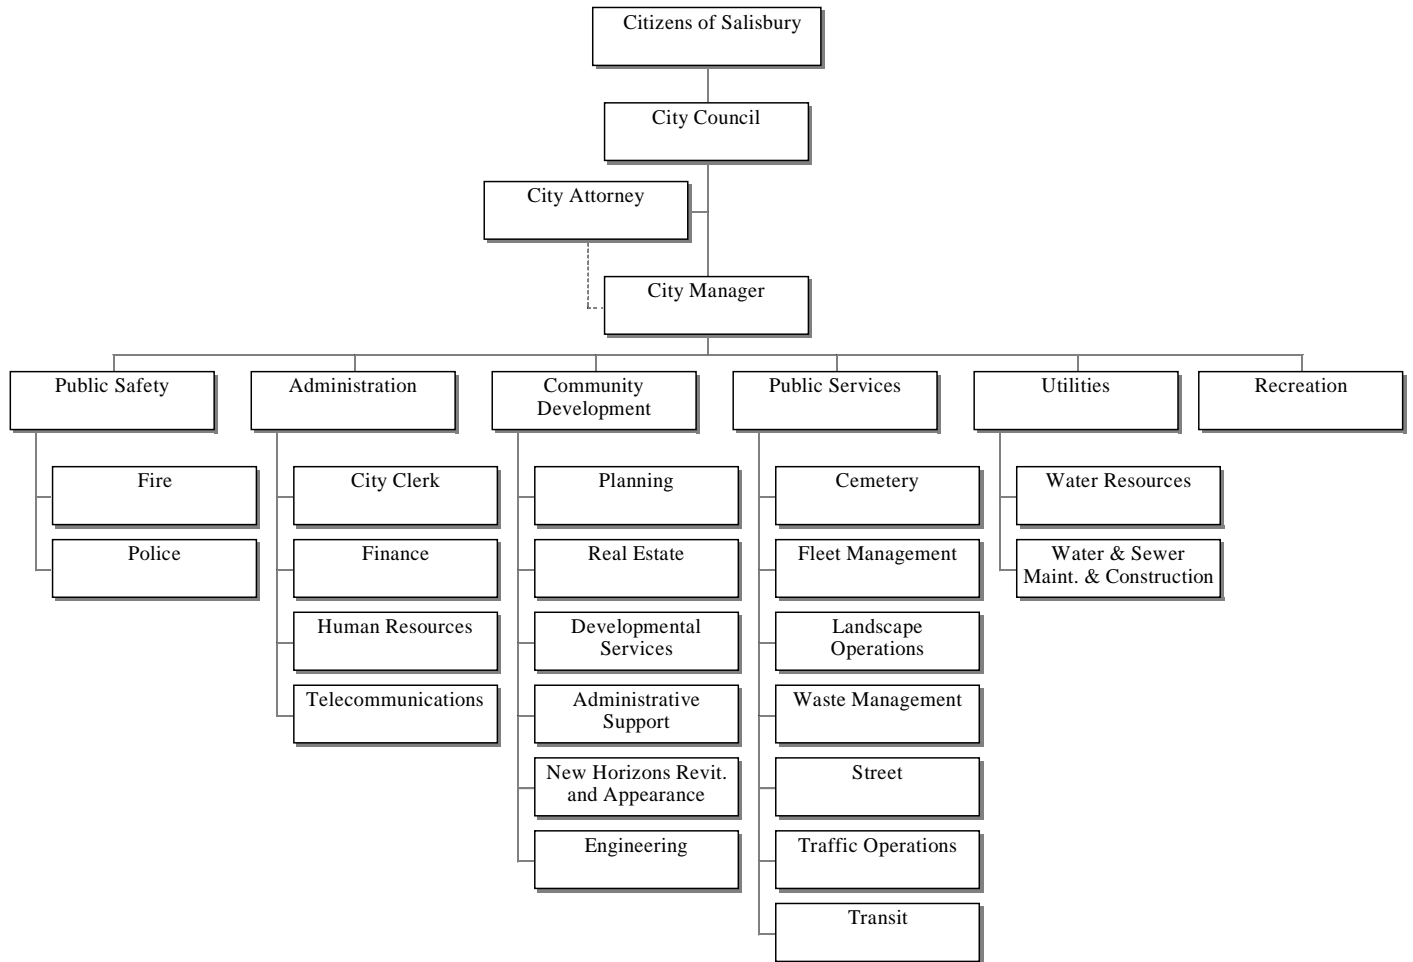 Citizens of Salisbury
City Council
City Attorney
City Manager
Public Safety
Administration
Community
Development
Public Services
Utilities
Recreation
Fire
Police
City Clerk
Finance
Human Resources
Telecommunications
Planning
Real Estate
Developmental
Services
Administrative
Support
New Horizons Revit.
and Appearance
Engineering
Cemetery
Fleet Management
Landscape
Operations
Waste Management
Street
Traffic Operations
Transit
Water Resources
Water & Sewer
Maint. & Construction